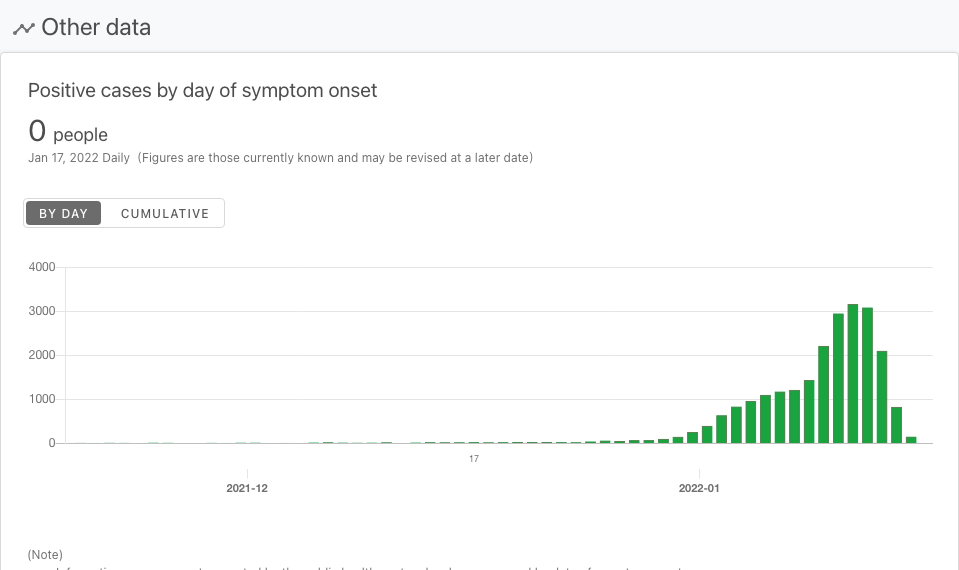 Other data
Positive cases by day of symptom onset
0 people
Jan 17, 2022 Daily (Figures are those currently known and may be revised at a later date)
BY DAY CUMULATIVE
4000
3000
2000
1000
0
17
2021-12 2022-01
(Note)